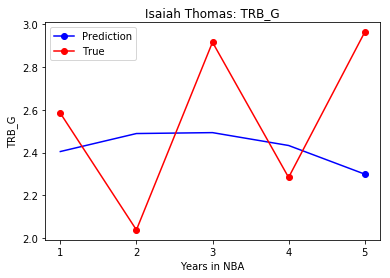 Isaiah Thomas: TRB_G
Prediction
True
3.0
2.8
2.6
2.4
2.2
2.0
TRB_G
1 2 3 4 5
Years in NBA